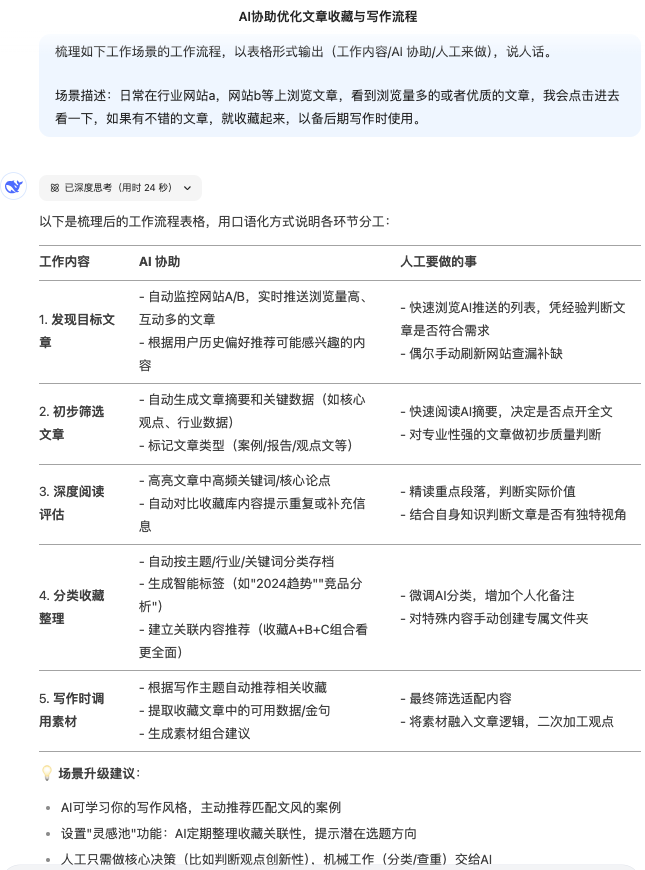 AI协助优化文章收藏与写作流程
梳理如下工作场景的工作流程，以表格形式输出（工作内容/AI 协助/人工来做），说人话。
场景描述：日常在行业网站a，网站b等上浏览文章，看到浏览量多的或者优质的文章，我会点击进去
看一下，如果有不错的文章，就收藏起来，以备后期写作时使用。
已深度思考（用时 24 秒）
以下是梳理后的工作流程表格，用口语化方式说明各环节分工：
工作内容
AI 协助
人工要做的事
1. 发现目标文
章
- 自动监控网站A/B，实时推送浏览量高、
互动多的文章
- 根据用户历史偏好推荐可能感兴趣的内
容
- 快速浏览AI推送的列表，凭经验判断文
章是否符合需求
- 偶尔手动刷新网站查漏补缺
2. 初步筛选
文章
- 自动生成文章摘要和关键数据（如核心
观点、行业数据）
- 标记文章类型（案例/报告/观点文等）
- 快速阅读AI摘要，决定是否点开全文
- 对专业性强的文章做初步质量判断
3. 深度阅读
评估
- 高亮文章中高频关键词/核心论点
- 自动对比收藏库内容提示重复或补充信
息
- 精读重点段落，判断实际价值
- 结合自身知识判断文章是否有独特视角
4. 分类收藏
整理
- 自动按主题/行业/关键词分类存档
- 生成智能标签（如"2024趋势""竞品分
析"）
- 建立关联内容推荐（收藏A+B+C组合看
更全面）
- 微调AI分类，增加个人化备注
- 对特殊内容手动创建专属文件夹
5. 写作时调
用素材
- 根据写作主题自动推荐相关收藏
- 提取收藏文章中的可用数据/金句
- 生成素材组合建议
- 最终筛选适配内容
- 将素材融入文章逻辑，二次加工观点
💡 场景升级建议：
• AI可学习你的写作风格，主动推荐匹配文风的案例
• 设置"灵感池"功能：AI定期整理收藏关联性，提示潜在选题方向
• 人工只需做核心决策（比如判断观点创新性），机械工作（分类/查重）交给AI